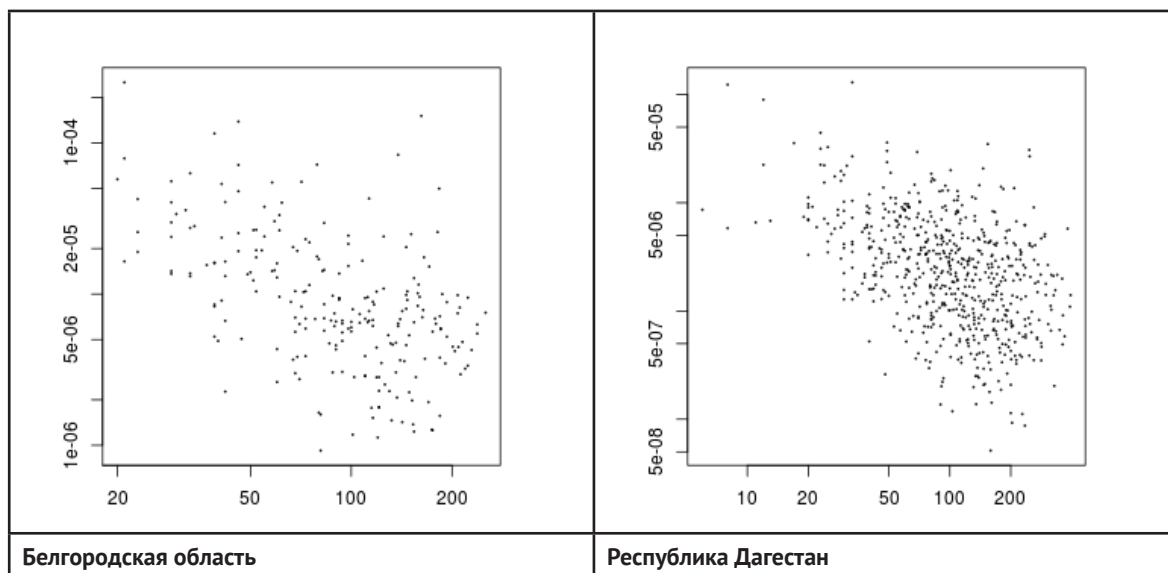 1e-04
2e-05
5e-06
1e-06
20 50 100 200
5e-05
5e-06
5e-07
5e-08
10 20 50 100 200
Белгородская область
Республика Дагестан